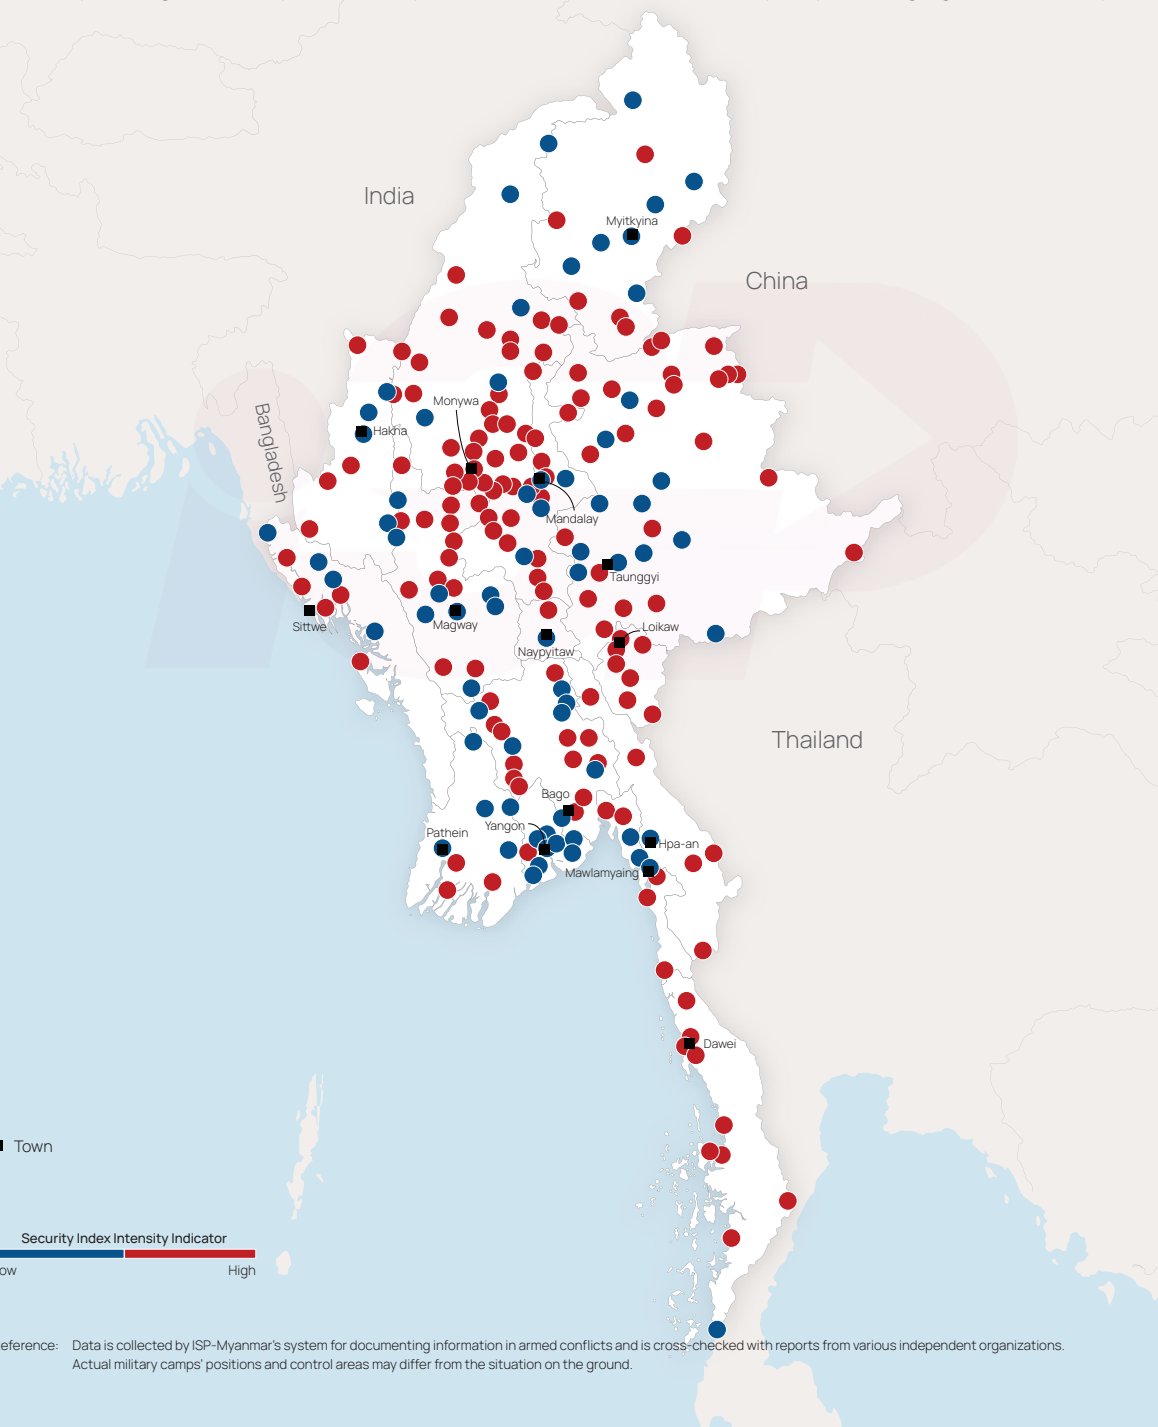 India
Myitkyina
China
Monywa
Bangladesh
Hakha
Mandalay
Taunggyi
Sittwe
Magway
Loikaw
Naypyitaw
Thailand
Bago
Yangon
Pathein
Hpa-an
Mawlamyaing
Dawei
Town
Security Index Intensity Indicator
ow
High
eference: Data is collected by ISP-Myanmar's system for documenting information in armed conflicts and is cross-checked with reports from various independent organizations.
Actual military camps' positions and control areas may differ from the situation on the ground.